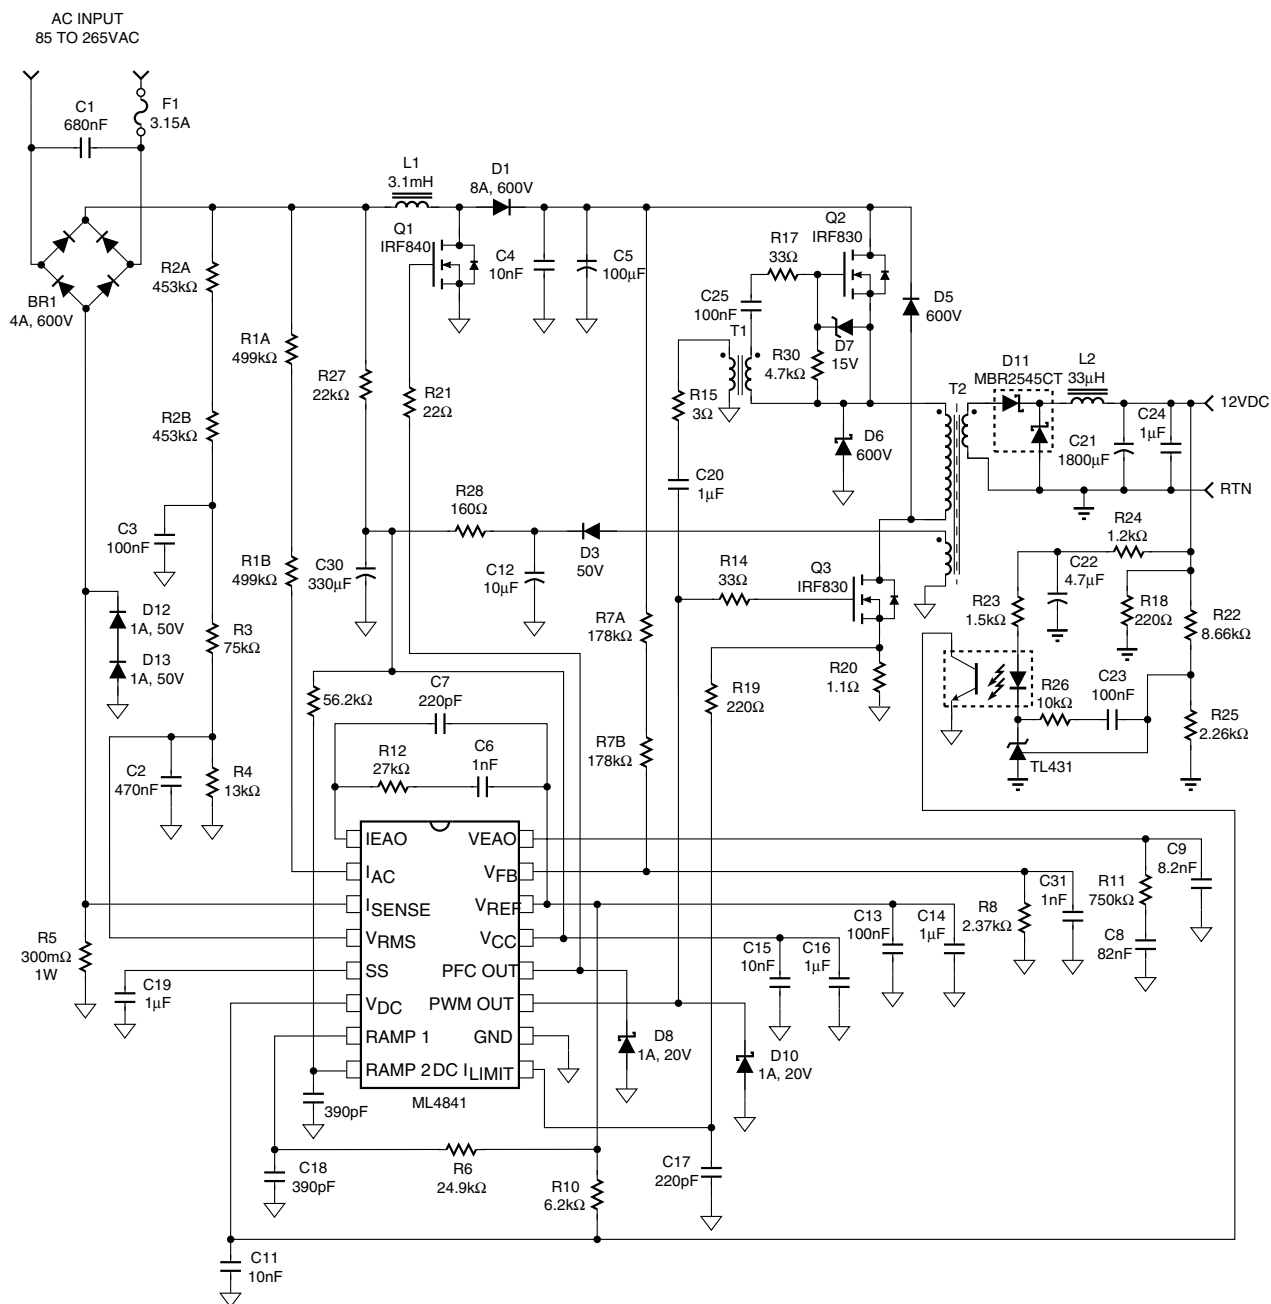 AC INPUT
85 TO 265VAC
C1
680nF
F1
3.15A
L1
3.1mH
D1
8A, 600V
Q1
IRF840
C4
10nF
C5
100μF
Q2
IRF830
R17
33Ω
C25
100nF
T1
D7
15V
R30
4.7kΩ
D5
600V
BR1
4A, 600V
R2A
453kΩ
R1A
499kΩ
R27
22kΩ
R21
22Ω
R15
3Ω
D6
600V
T2
D11
MBR2545CT
L2
33μH
12VDC
C24
1μF
C21
1800μF
RTN
R2B
453kΩ
C20
1μF
R28
160Ω
D3
50V
C3
100nF
R1B
499kΩ
C30
330μF
C12
10μF
R14
33Ω
Q3
IRF830
R24
1.2kΩ
C22
4.7μF
R23
1.5kΩ
R18
220Ω
R22
8.66kΩ
D12
1A, 50V
D13
1A, 50V
R3
75kΩ
R7A
178kΩ
R20
1.1Ω
R19
220Ω
R26
10kΩ
C23
100nF
R25
2.26kΩ
TL431
56.2kΩ
C7
220pF
R12
27kΩ
C6
1nF
R7B
178kΩ
C2
470nF
R4
13kΩ
IEAO
VEAO
IAC
VFB
ISENSE
VREF
VRMS
VCC
SS
PFC OUT
VDC
PWM OUT
RAMP 1
GND
RAMP 2
DC ILIMIT
ML4841
R5
300mΩ
1W
C19
1μF
C15
10nF
C16
1μF
C13
100nF
C14
1μF
R8
2.37kΩ
C31
1nF
R11
750kΩ
C9
8.2nF
C8
82nF
D8
1A, 20V
D10
1A, 20V
390pF
C18
390pF
R6
24.9kΩ
R10
6.2kΩ
C17
220pF
C11
10nF